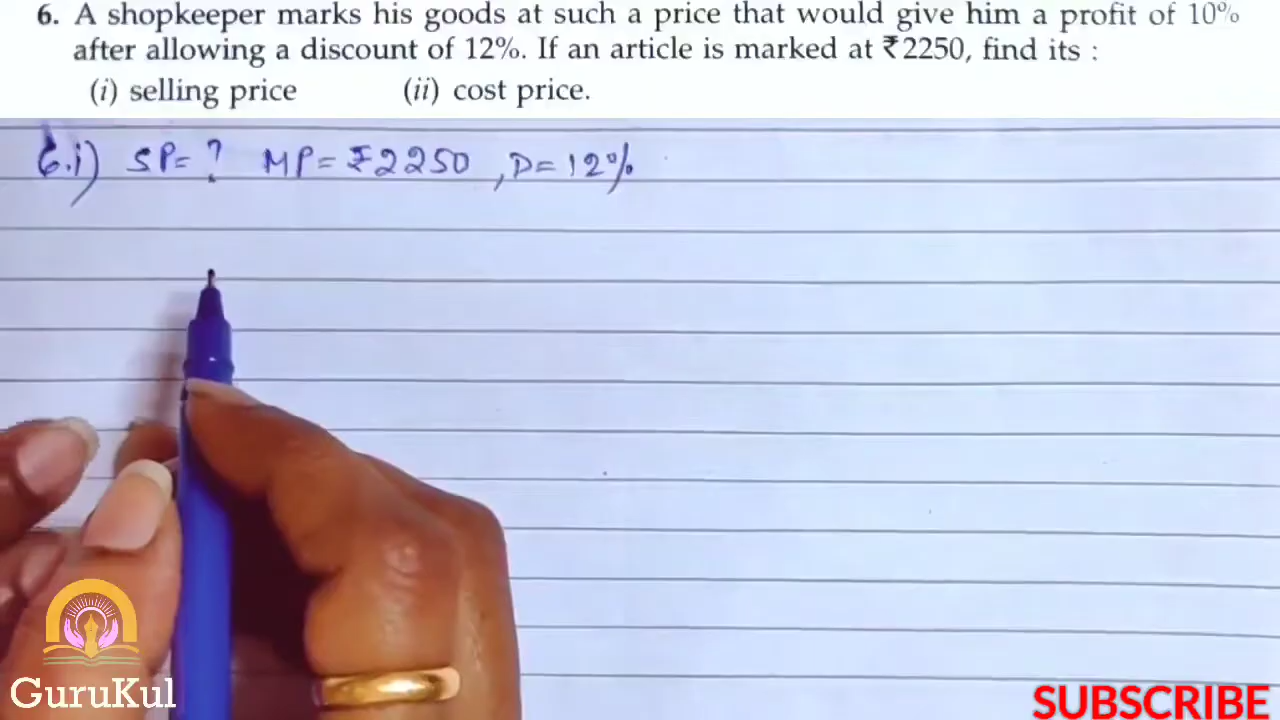 6. A shopkeeper marks his goods at such a price that would give him a profit of 10%
after allowing a discount of 12%. If an article is marked at ₹2250, find its :
(i) selling price (ii) cost price.
6.i) SP= ? MP= ₹2250 , D= 12%
GuruKul
SUBSCRIBE